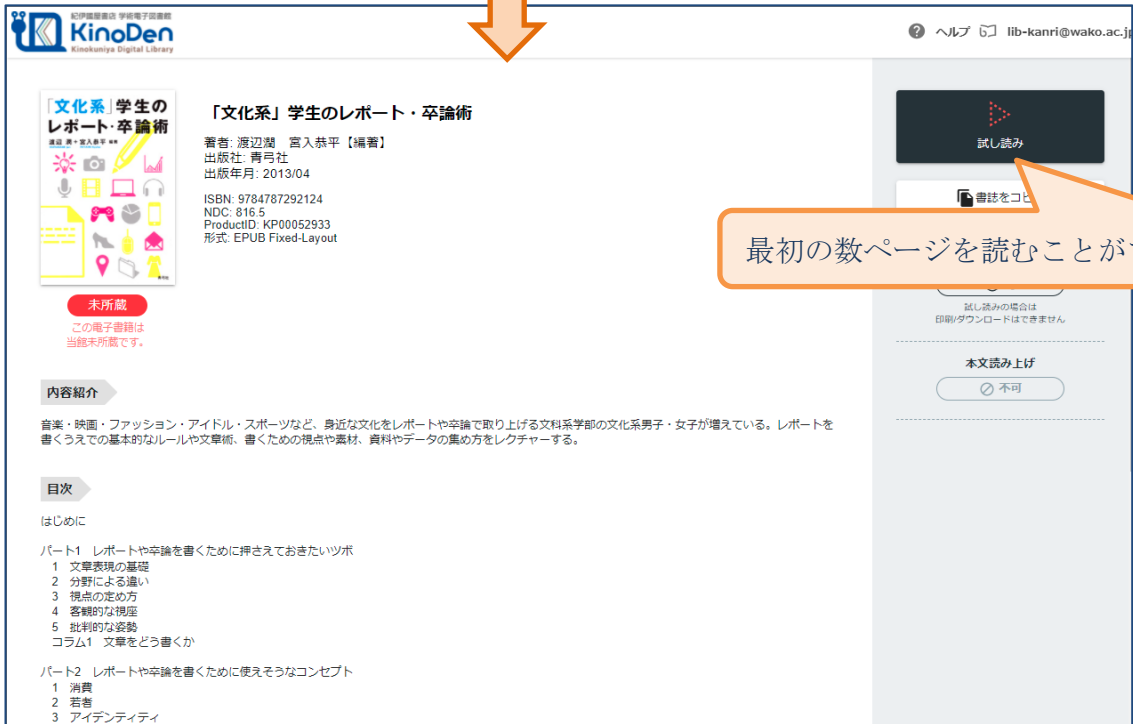 紀伊國屋書店 学術電子図書館
KinoDen
Kinokuniya Digital Library
ヘルプ lib-kanri@wako.ac.j
「文化系」学生の
レポート・卒論術
渡辺 潤・宮入恭平 編著
青弓社
未所蔵
この電子書籍は
当館未所蔵です。
「文化系」学生のレポート・卒論術
著者: 渡辺潤 宮入恭平【編著】
出版社: 青弓社
出版年月: 2013/04
ISBN: 9784787292124
NDC: 816.5
ProductID: KP00052933
形式: EPUB Fixed-Layout
試し読み
書誌をコピ
最初の数ページを読むことが
試し読みの場合は
印刷/ダウンロードはできません
本文読み上げ
不可
内容紹介
音楽・映画・ファッション・アイドル・スポーツなど、身近な文化をレポートや卒論で取り上げる文科系学部の文化系男子・女子が増えている。レポートを
書くうえでの基本的なルールや文章術、書くための視点や素材、資料やデータの集め方をレクチャーする。
目次
はじめに
パート1 レポートや卒論を書くために押さえておきたいツボ
1 文章表現の基礎
2 分野による違い
3 視点の定め方
4 客観的な視座
5 批判的な姿勢
コラム1 文章をどう書くか
パート2 レポートや卒論を書くために使えそうなコンセプト
1 消費
2 若者
3 アイデンティティ